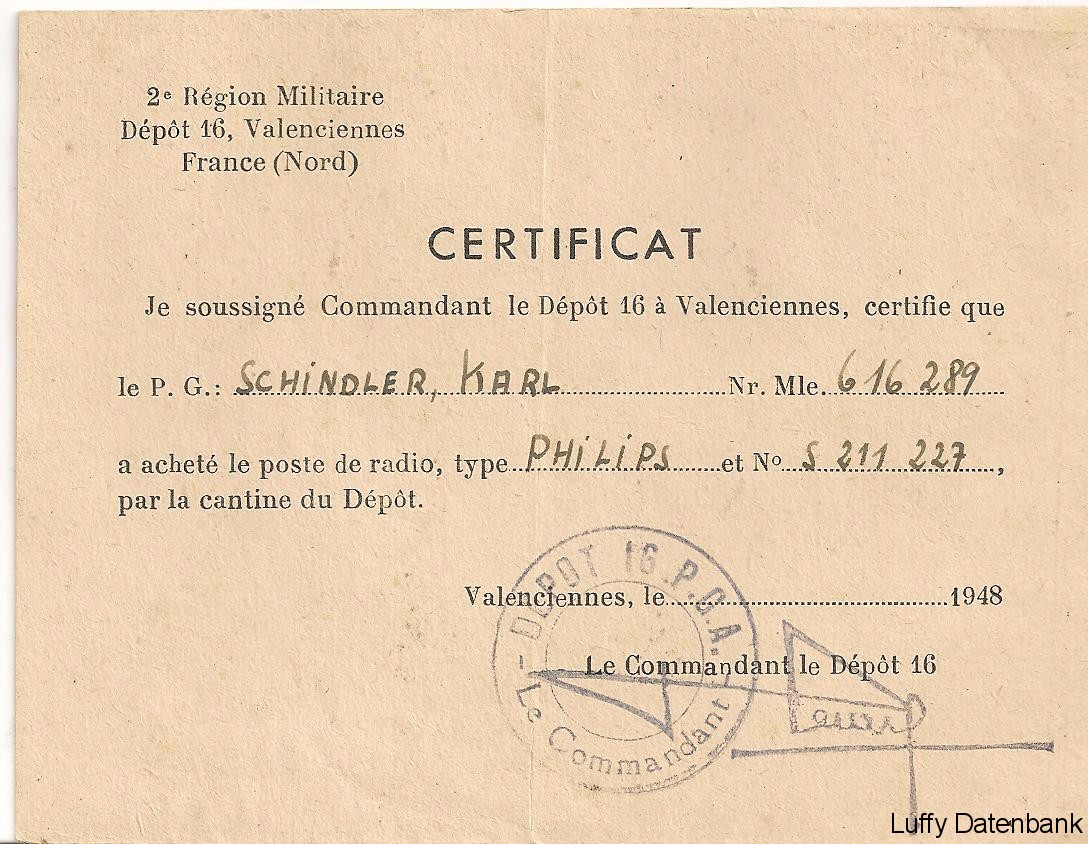 2e Région Militaire
Dépôt 16, Valenciennes
France (Nord)
CERTIFICAT
Je soussigné Commandant le Dépôt 16 à Valenciennes, certifie que
le P. G.: SCHINDLER, KARL Nr. Mle. 616 289
a acheté le poste de radio, type PHILIPS et No S 211 227,
par la cantine du Dépôt.
Valenciennes, le 1948
Le Commandant le Dépôt 16
DEPOT 16 P.G.A.
Le Commandant
Luffy Datenbank